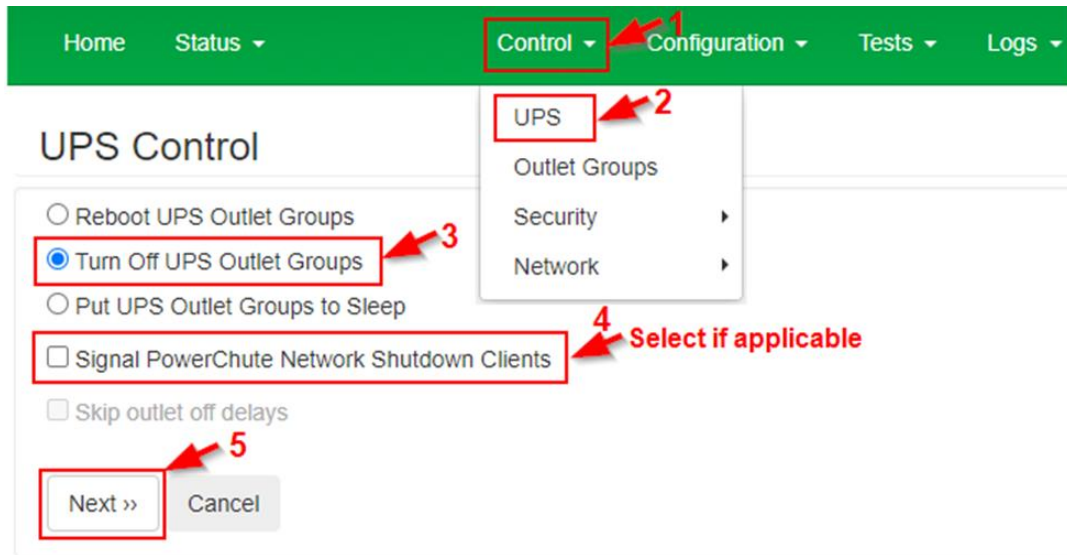 Home Status Control 1 Configuration Tests Logs
UPS 2
UPS Control
Outlet Groups
Reboot UPS Outlet Groups
Security
3
Turn Off UPS Outlet Groups
Network
Put UPS Outlet Groups to Sleep
4
Select if applicable
Signal PowerChute Network Shutdown Clients
Skip outlet off delays
5
Next ›› Cancel